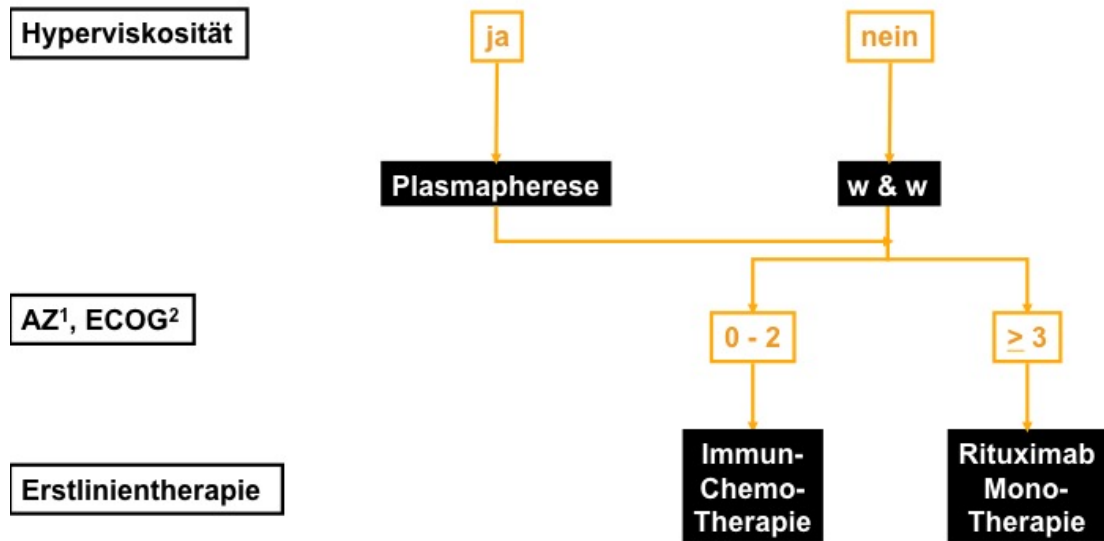 Hyperviskosität
ja
nein
Plasmapherese
w & w
AZ¹, ECOG²
0 - 2
≥ 3
Erstlinientherapie
Immun-
Chemo-
Therapie
Rituximab
Mono-
Therapie